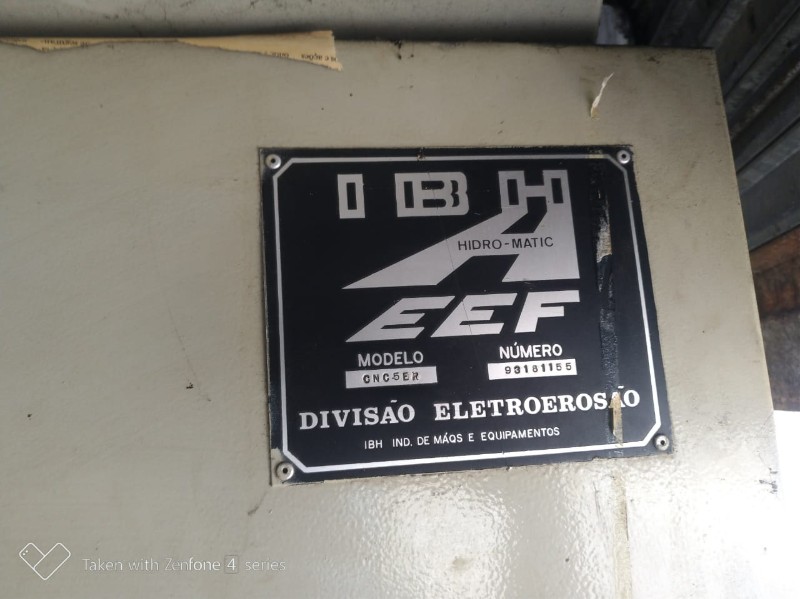 IBH
HIDRO-MATIC
EEF
MODELO
NÚMERO
93181155
DIVISÃO ELETROEROSÃO
IBH IND. DE MÁQS E EQUIPAMENTOS
Taken with Zenfone 4 series